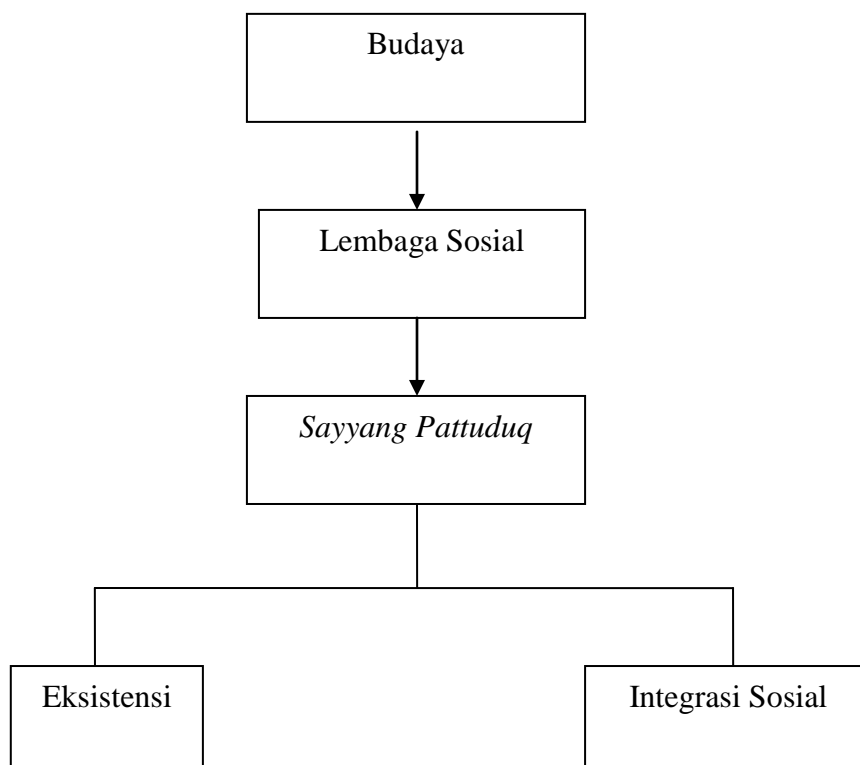 Budaya
Lembaga Sosial
Sayyang Pattuduq
Eksistensi
Integrasi Sosial